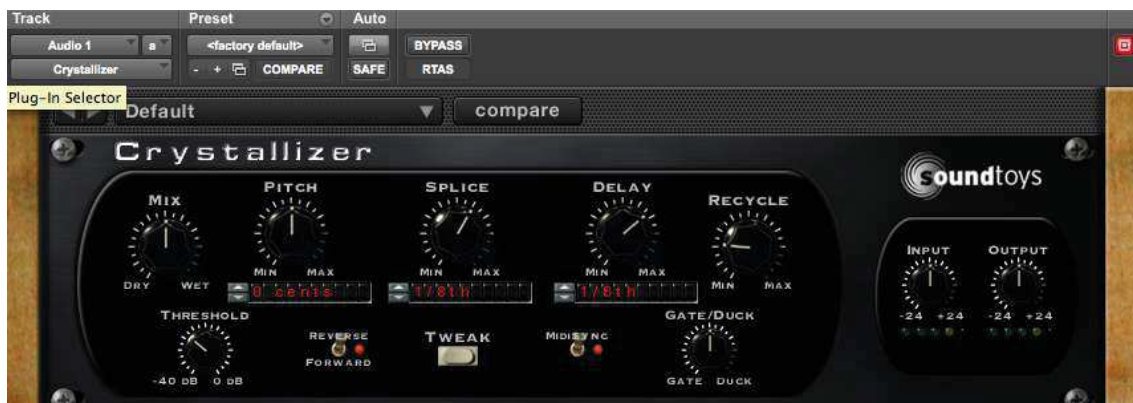 Track Preset Auto
Audio 1 a <factory default> BYPASS
Crystallizer - + COMPARE SAFE RTAS
Plug-In Selector
Default compare
Crystallizer
soundtoys
MIX PITCH SPLICE DELAY RECYCLE
INPUT OUTPUT
MIN MAX MIN MAX MIN MAX
DRY WET 0 cents 1/8th 1/8th MIN MAX
THRESHOLD GATE/DUCK
-24 +24 -24 +24
REVERSE TWEAK MIDISYNC
FORWARD
-40 DB 0 DB GATE DUCK